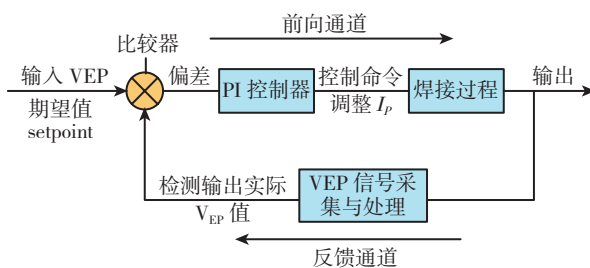 前向通道
比较器
输入 VEP
期望值
setpoint
偏差
PI 控制器
控制命令
调整 I_P
焊接过程
输出
检测输出实际
V_EP 值
VEP 信号采
集与处理
反馈通道